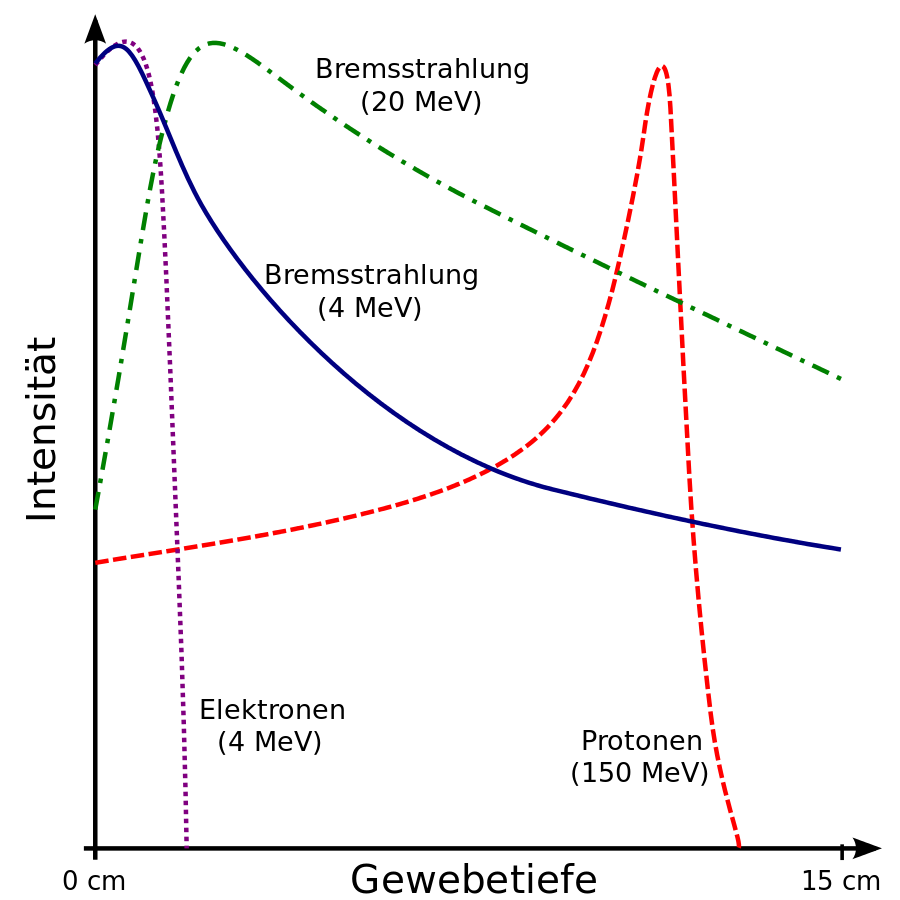 Bremsstrahlung
(20 MeV)
Bremsstrahlung
(4 MeV)
Intensität
Elektronen
(4 MeV)
Protonen
(150 MeV)
0 cm
Gewebetiefe
15 cm